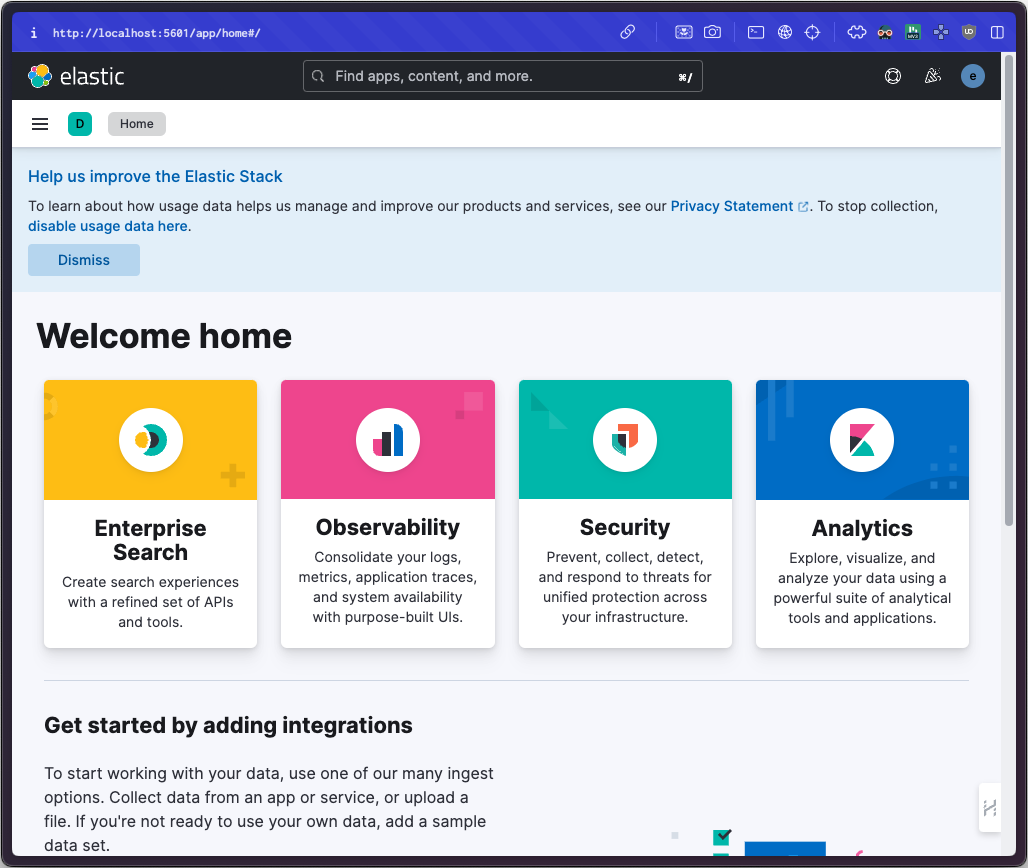 http://localhost:5601/app/home#/
elastic
Find apps, content, and more.
⌘/
e
D
Home
Help us improve the Elastic Stack
To learn about how usage data helps us manage and improve our products and services, see our Privacy Statement. To stop collection,
disable usage data here.
Dismiss
Welcome home
Enterprise
Search
Create search experiences
with a refined set of APIs
and tools.
Observability
Consolidate your logs,
metrics, application traces,
and system availability
with purpose-built UIs.
Security
Prevent, collect, detect,
and respond to threats for
unified protection across
your infrastructure.
Analytics
Explore, visualize, and
analyze your data using a
powerful suite of analytical
tools and applications.
Get started by adding integrations
To start working with your data, use one of our many ingest
options. Collect data from an app or service, or upload a
file. If you're not ready to use your own data, add a sample
data set.